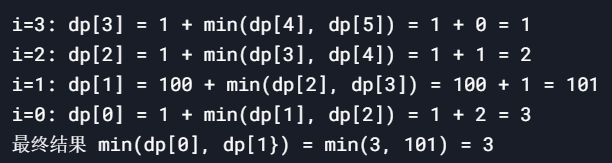 i=3: dp[3] = 1 + min(dp[4], dp[5]) = 1 + 0 = 1
i=2: dp[2] = 1 + min(dp[3], dp[4]) = 1 + 1 = 2
i=1: dp[1] = 100 + min(dp[2], dp[3]) = 100 + 1 = 101
i=0: dp[0] = 1 + min(dp[1], dp[2]) = 1 + 2 = 3
最终结果 min(dp[0], dp[1}) = min(3, 101) = 3